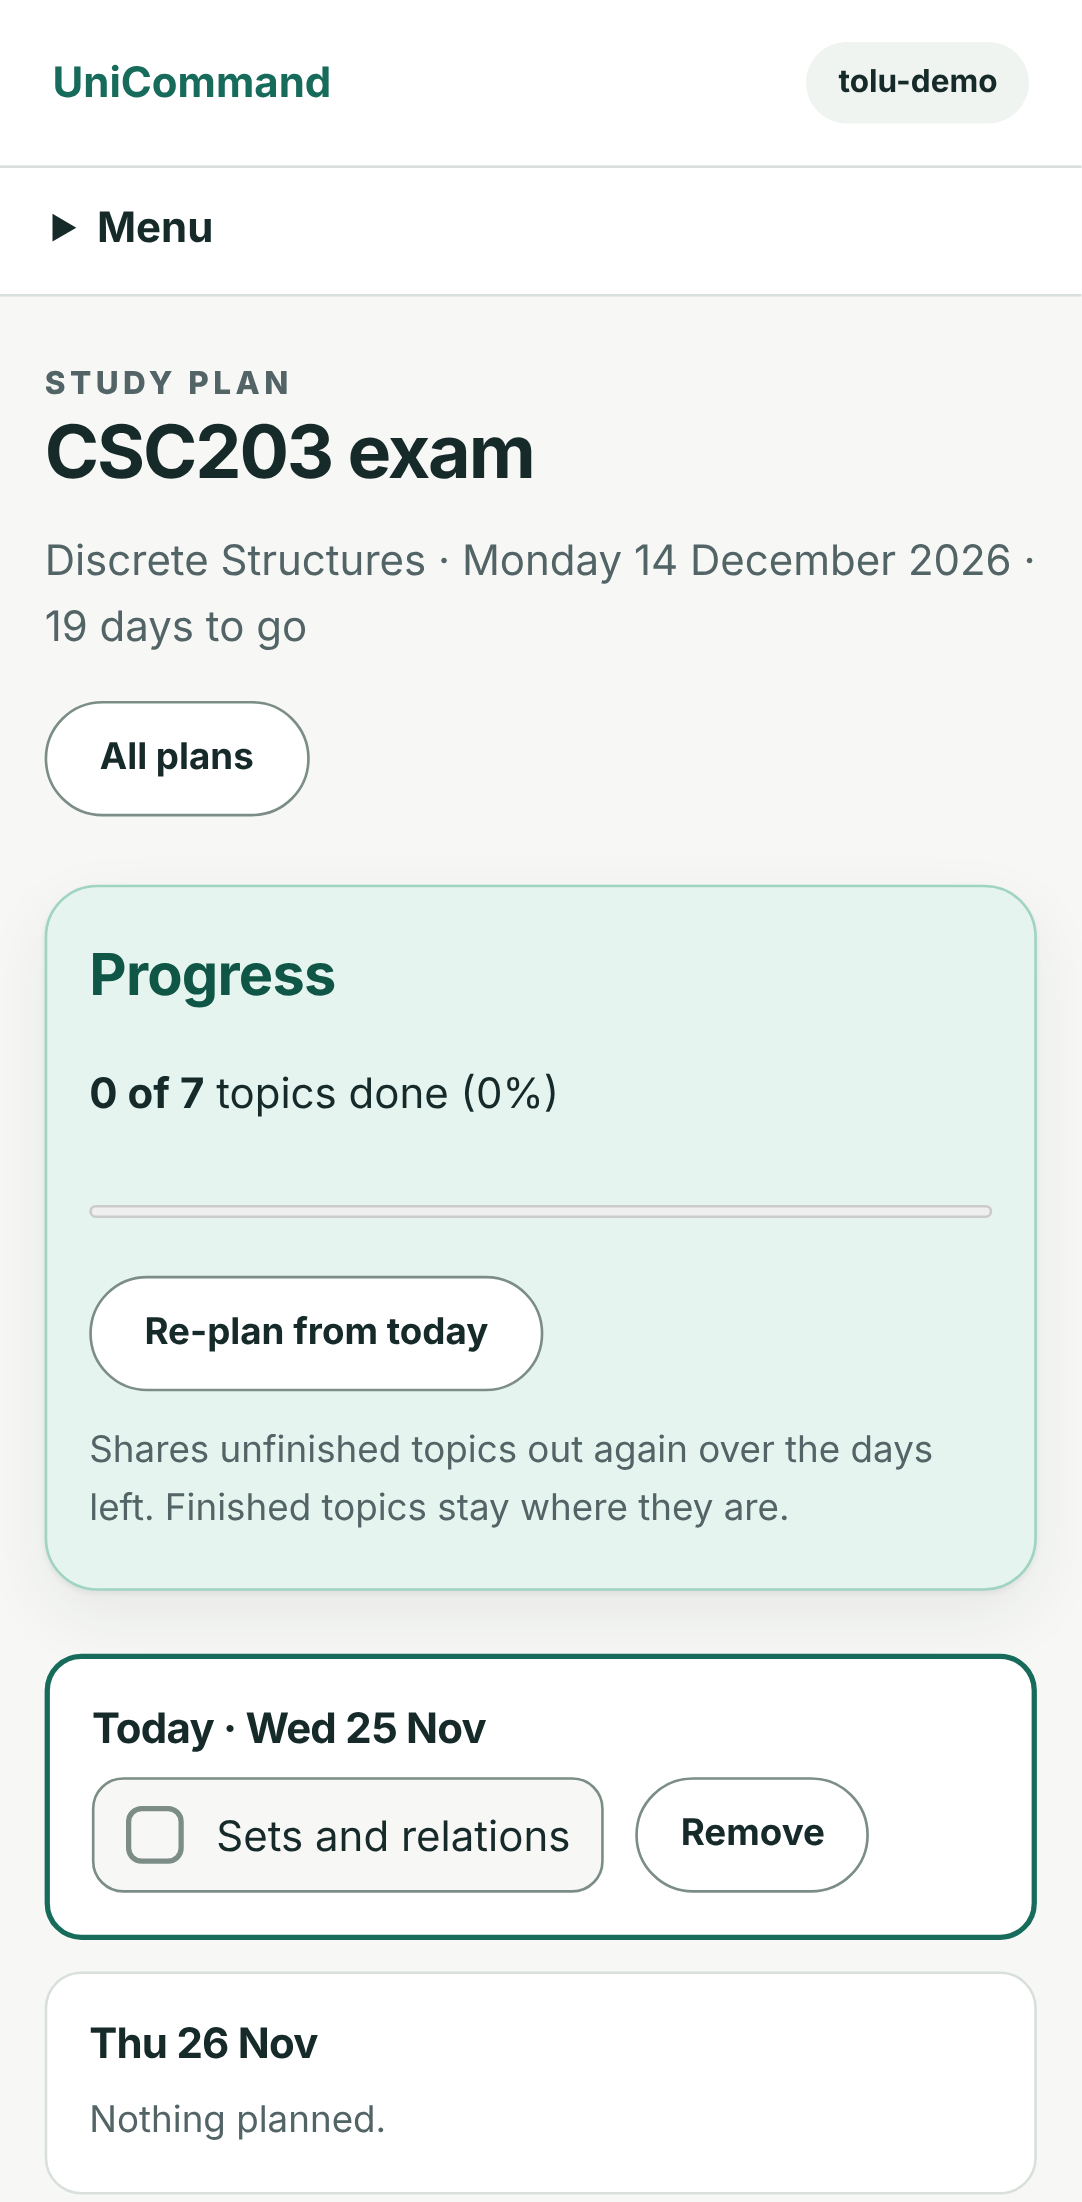 UniCommand
tolu-demo
Menu
STUDY PLAN
CSC203 exam
Discrete Structures · Monday 14 December 2026 ·
19 days to go
All plans
Progress
0 of 7 topics done (0%)
Re-plan from today
Shares unfinished topics out again over the days
left. Finished topics stay where they are.
Today · Wed 25 Nov
Sets and relations
Remove
Thu 26 Nov
Nothing planned.